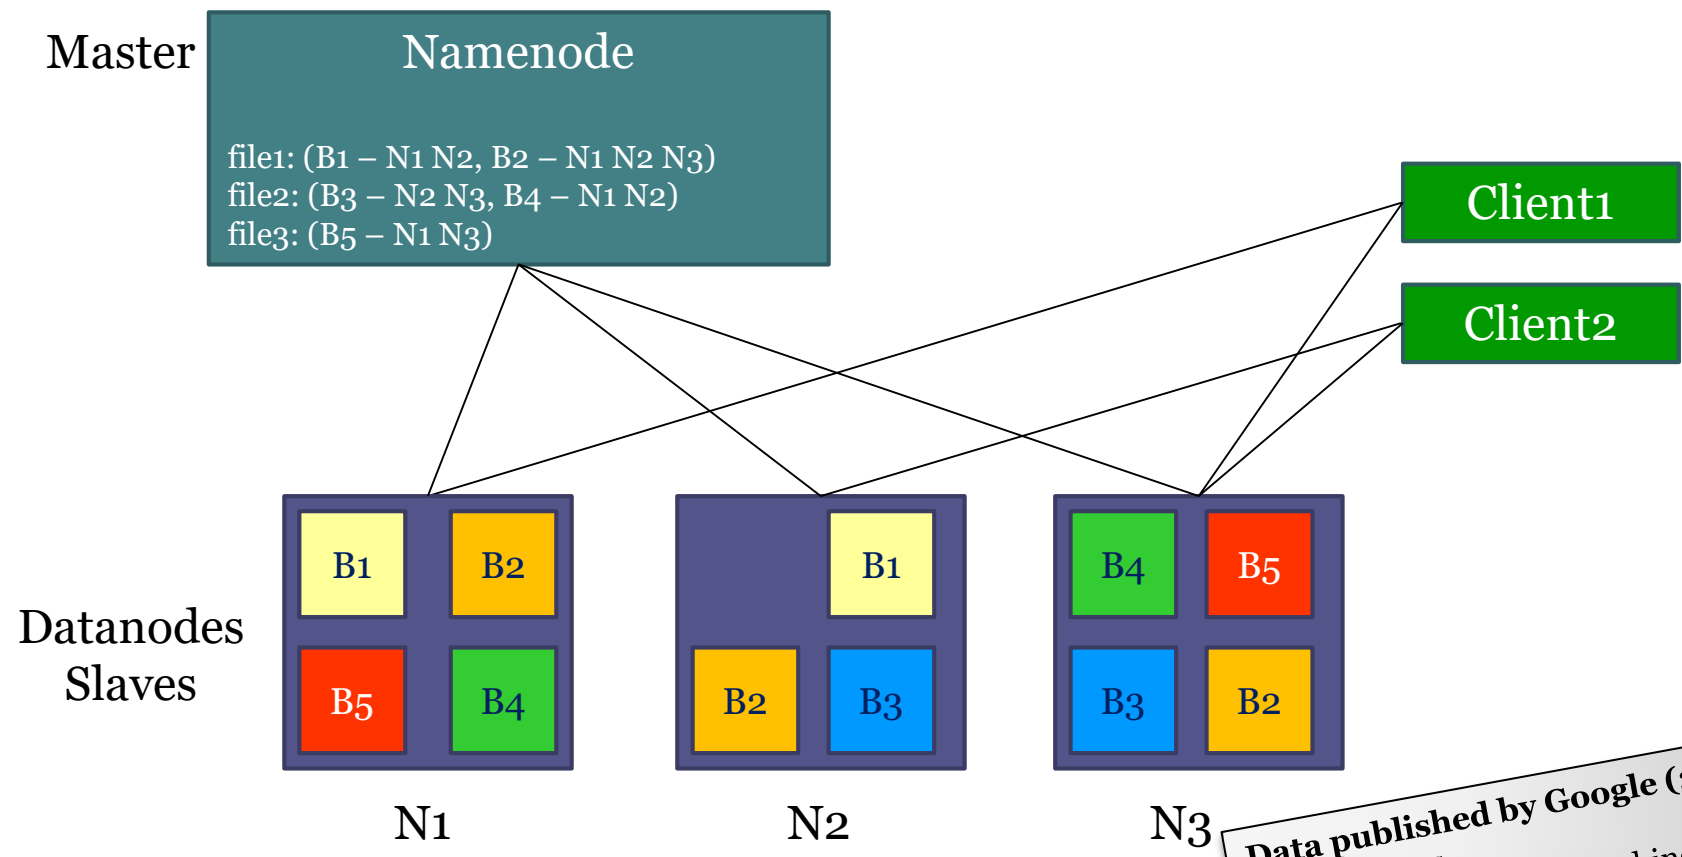 Master
Namenode
file1: (B1 – N1 N2, B2 – N1 N2 N3)
file2: (B3 – N2 N3, B4 – N1 N2)
file3: (B5 – N1 N3)
Client1
Client2
B1 B2
B1
B4 B5
Datanodes
Slaves
B5 B4
B2 B3
B3 B2
N1
N2
N3
Data published by Google